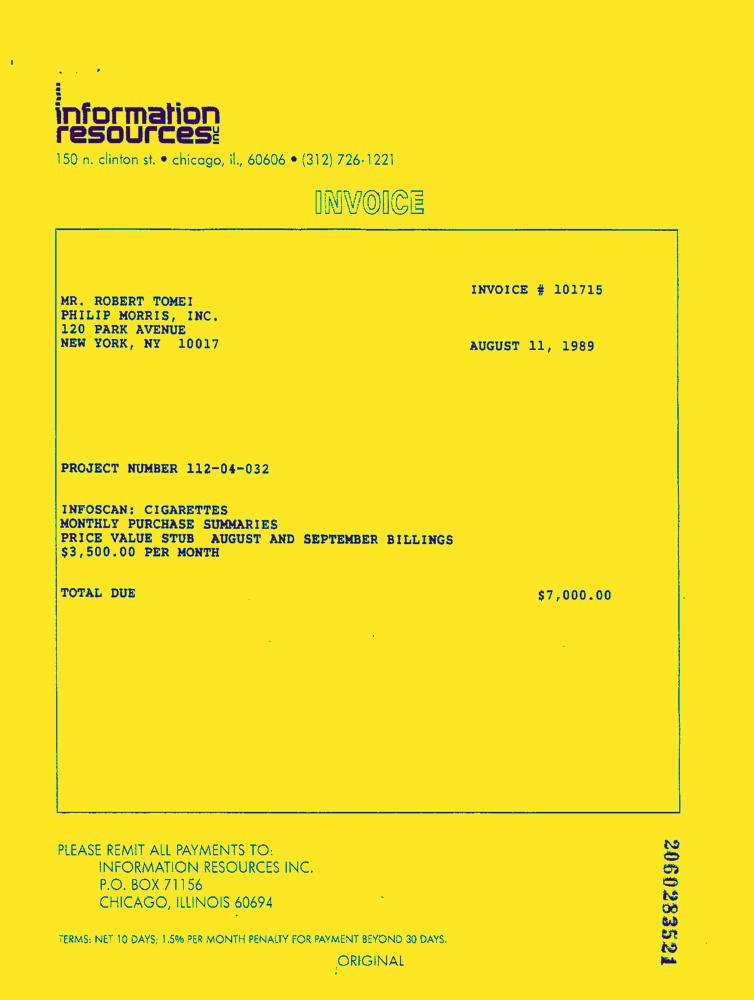 information
resources inc
150 n. clinton st. • chicago, il., 60606 • (312) 726-1221
INVOICE
INVOICE # 101715
MR. ROBERT TOMEI
PHILIP MORRIS, INC.
120 PARK AVENUE
NEW YORK, NY 10017
AUGUST 11, 1989
PROJECT NUMBER 112-04-032
INFOSCAN: CIGARETTES
MONTHLY PURCHASE SUMMARIES
PRICE VALUE STUB AUGUST AND SEPTEMBER BILLINGS
$3,500.00 PER MONTH
TOTAL DUE $7,000.00
PLEASE REMIT ALL PAYMENTS TO:
INFORMATION RESOURCES INC.
P.O. BOX 71156
CHICAGO, ILLINOIS 60694
TERMS: NET 10 DAYS; 1.5% PER MONTH PENALTY FOR PAYMENT BEYOND 30 DAYS.
ORIGINAL
2060283521